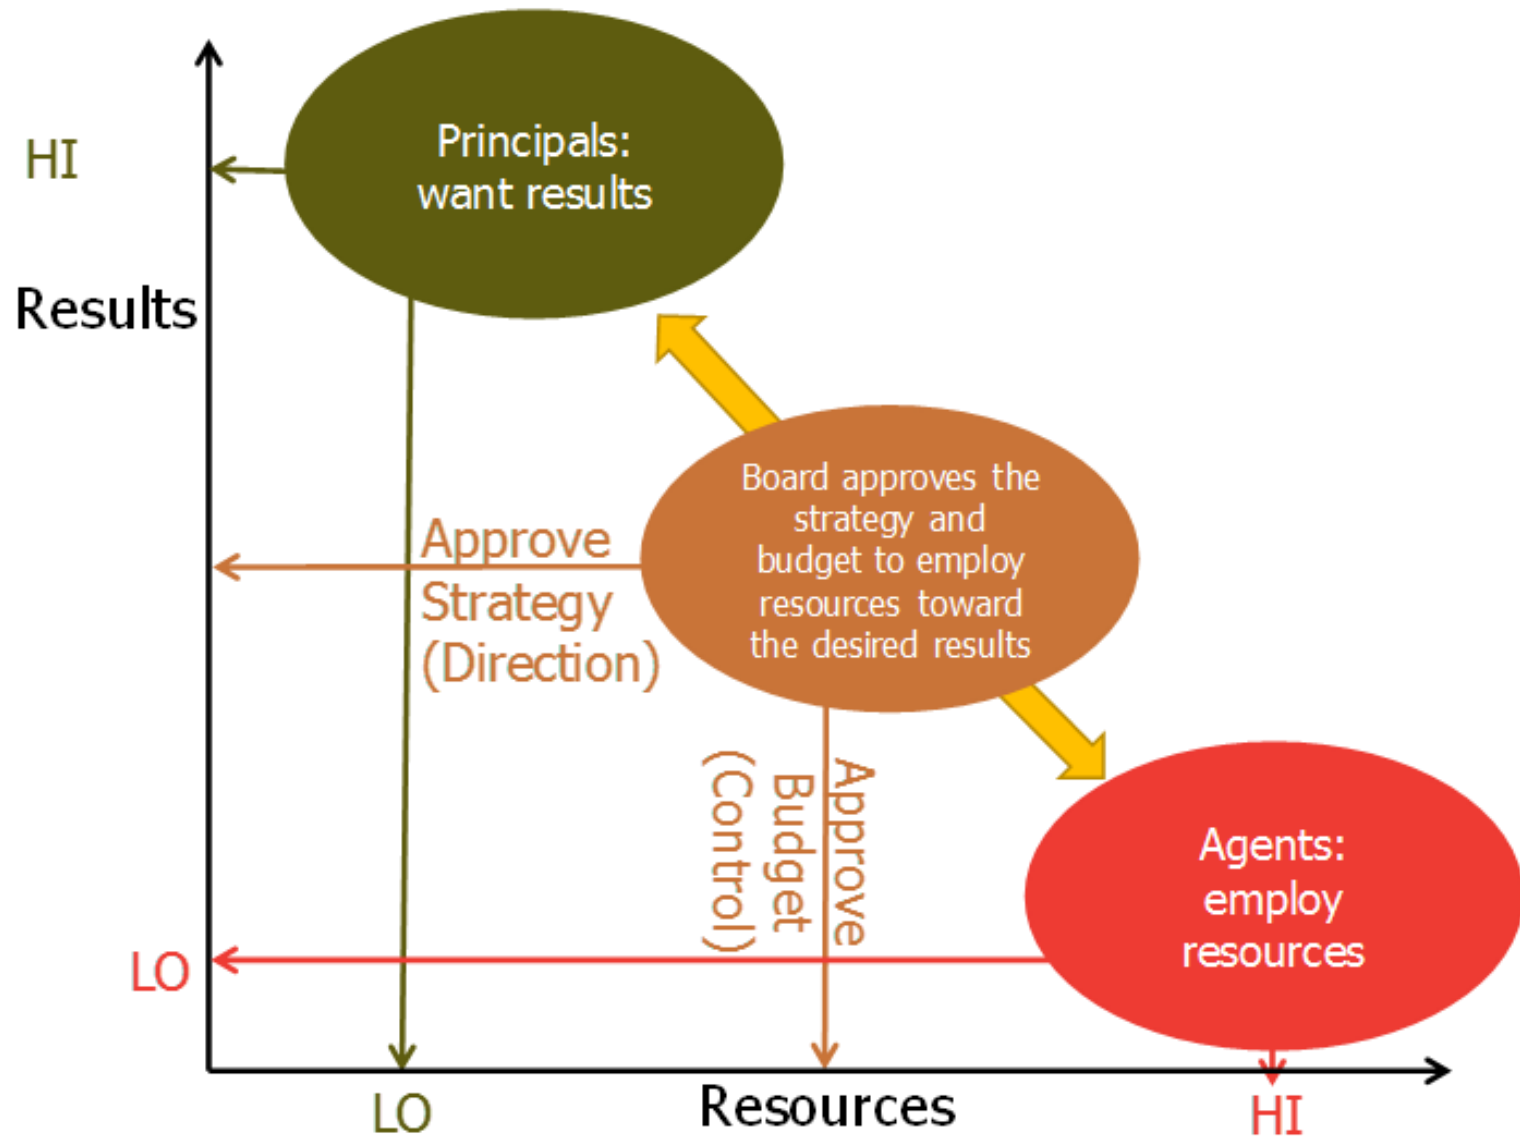 Principals:
want results
HI
Results
Board approves the
strategy and
budget to employ
resources toward
the desired results
Approve
Strategy
(Direction)
Approve
Budget
(Control)
Agents:
employ
resources
LO
LO
Resources
HI